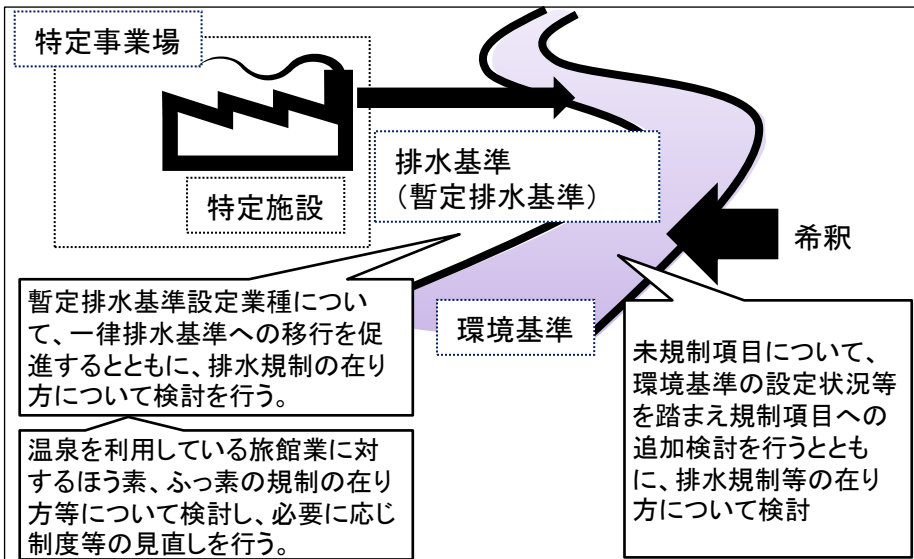 特定事業場
特定施設
排水基準
(暫定排水基準)
希釈
環境基準
暫定排水基準設定業種につい
て、一律排水基準への移行を促
進するとともに、排水規制の在り
方について検討を行う。
温泉を利用している旅館業に対
するほう素、ふっ素の規制の在り
方等について検討し、必要に応じ
制度等の見直しを行う。
未規制項目について、
環境基準の設定状況等
を踏まえ規制項目への
追加検討を行うととも
に、排水規制等の在り
方について検討